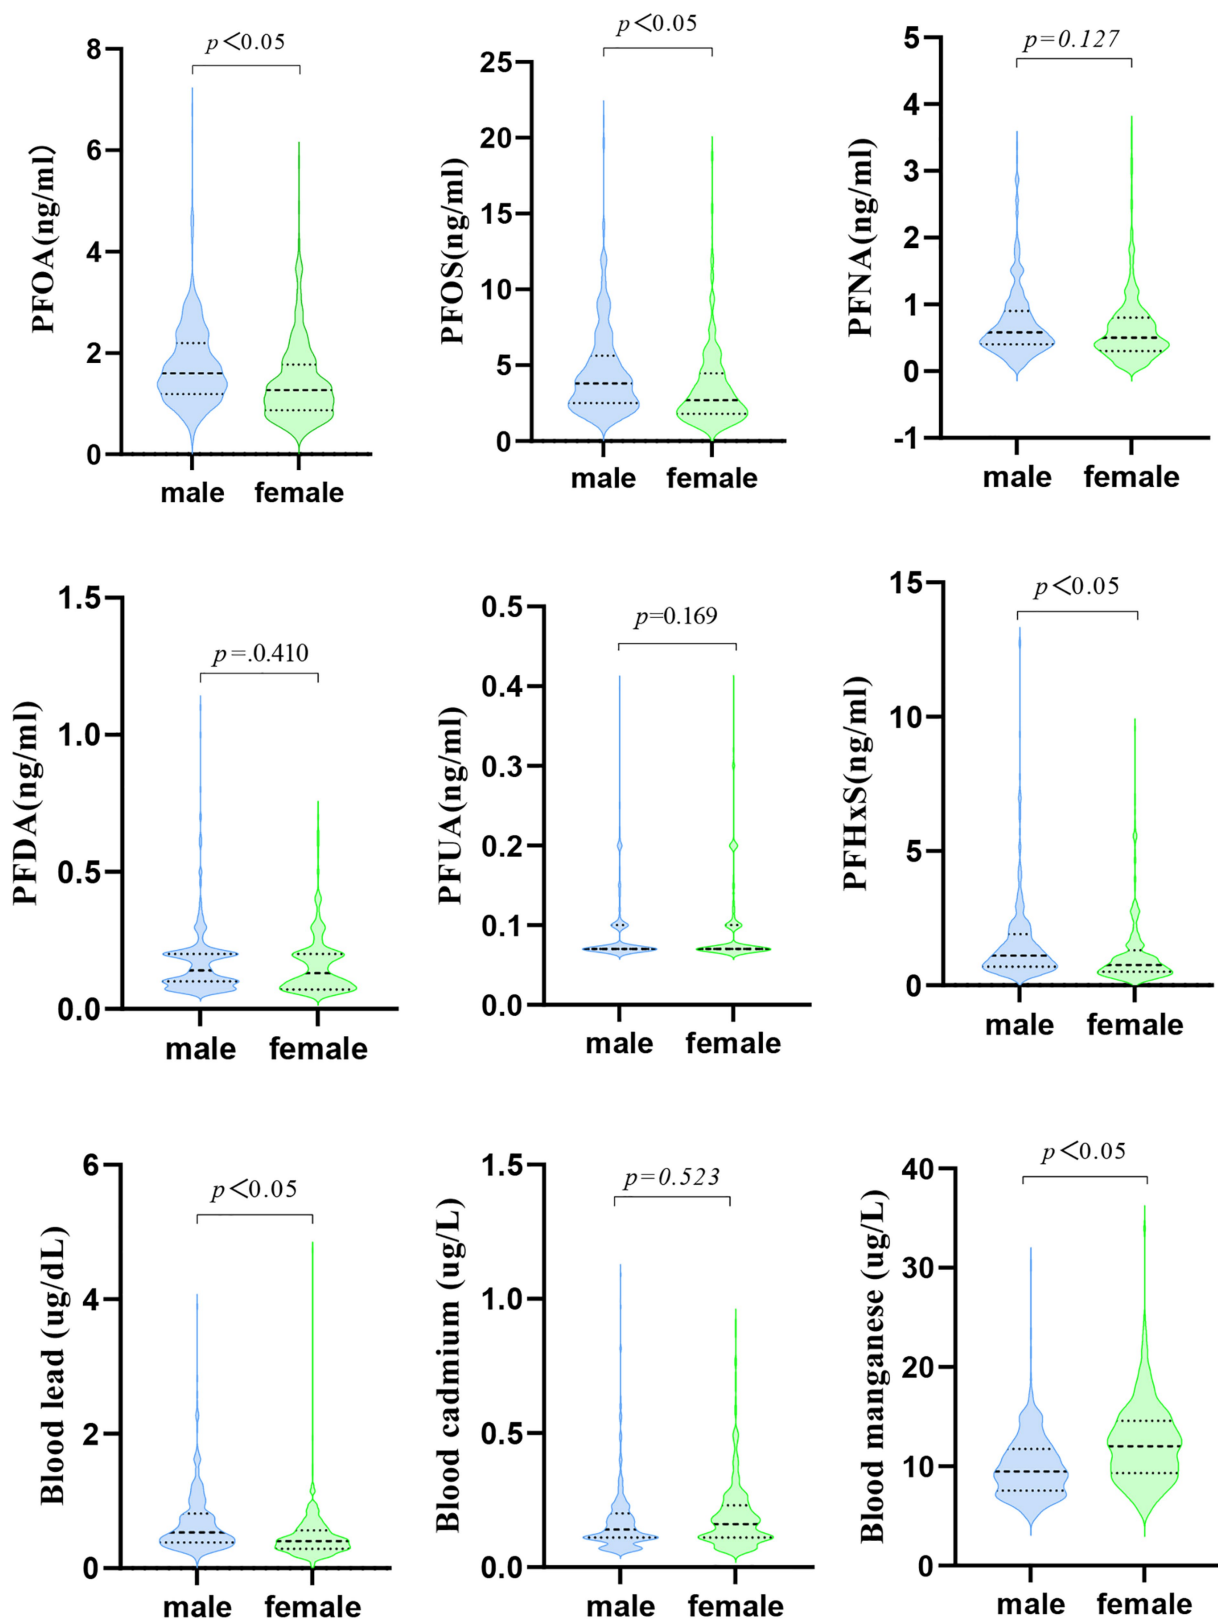 p<0.05
8
6
4
2
0
PFOA(ng/ml)
male female
p<0.05
25
20
15
10
5
0
PFOS(ng/ml)
male female
p=0.127
5
4
3
2
1
0
-1
PFNA(ng/ml)
male female
p=.0.410
1.5
1.0
0.5
0.0
PFDA(ng/ml)
male female
p=0.169
0.5
0.4
0.3
0.2
0.1
0.0
PFUA(ng/ml)
male female
p<0.05
15
10
5
0
PFHxS(ng/ml)
male female
p<0.05
6
4
2
0
Blood lead (ug/dL)
male female
p=0.523
1.5
1.0
0.5
0.0
Blood cadmium (ug/L)
male female
p<0.05
40
30
20
10
0
Blood manganese (ug/L)
male female